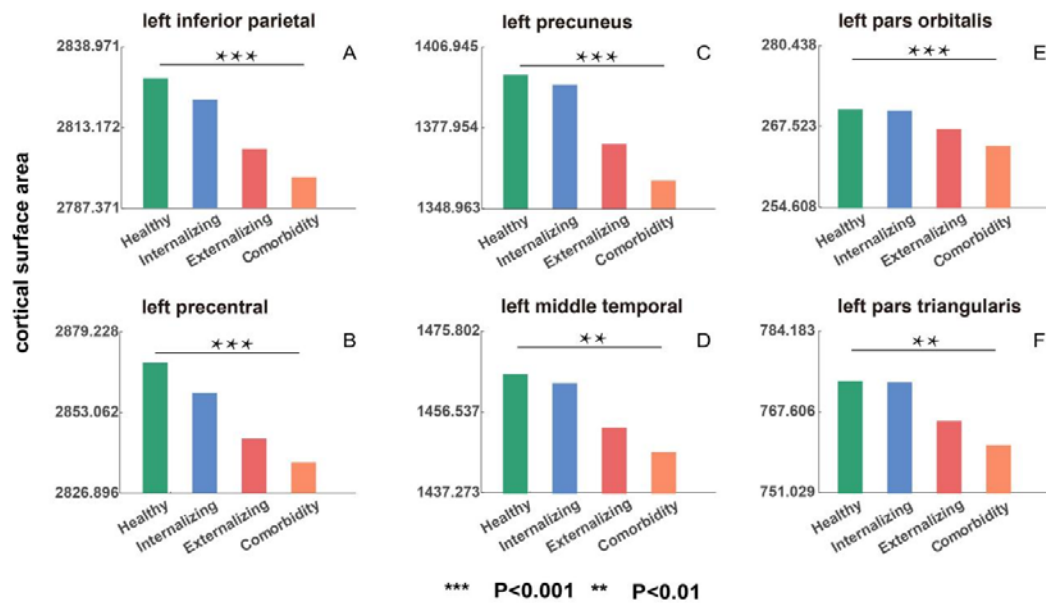 cortical surface area
left inferior parietal
2838.971
2813.172
2787.371
*** A
Healthy
Internalizing
Externalizing
Comorbidity
left precuneus
1406.945
1377.954
1348.963
*** C
Healthy
Internalizing
Externalizing
Comorbidity
left pars orbitalis
280.438
267.523
254.608
*** E
Healthy
Internalizing
Externalizing
Comorbidity
left precentral
2879.228
2853.062
2826.896
*** B
Healthy
Internalizing
Externalizing
Comorbidity
left middle temporal
1475.802
1456.537
1437.273
** D
Healthy
Internalizing
Externalizing
Comorbidity
left pars triangularis
784.183
767.606
751.029
** F
Healthy
Internalizing
Externalizing
Comorbidity
*** P<0.001 ** P<0.01